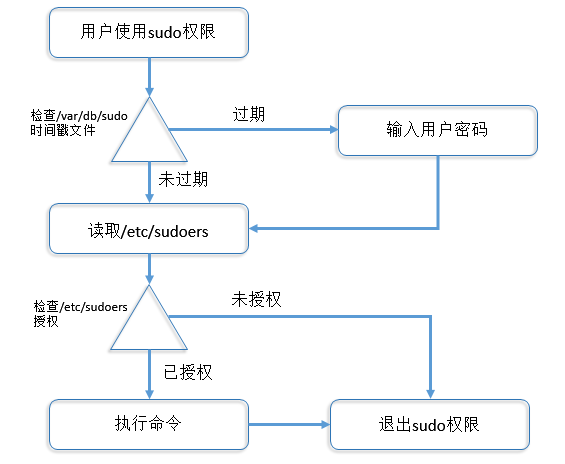 用户使用sudo权限
检查/var/db/sudo
时间戳文件
过期
输入用户密码
未过期
读取/etc/sudoers
检查/etc/sudoers
授权
未授权
已授权
执行命令
退出sudo权限